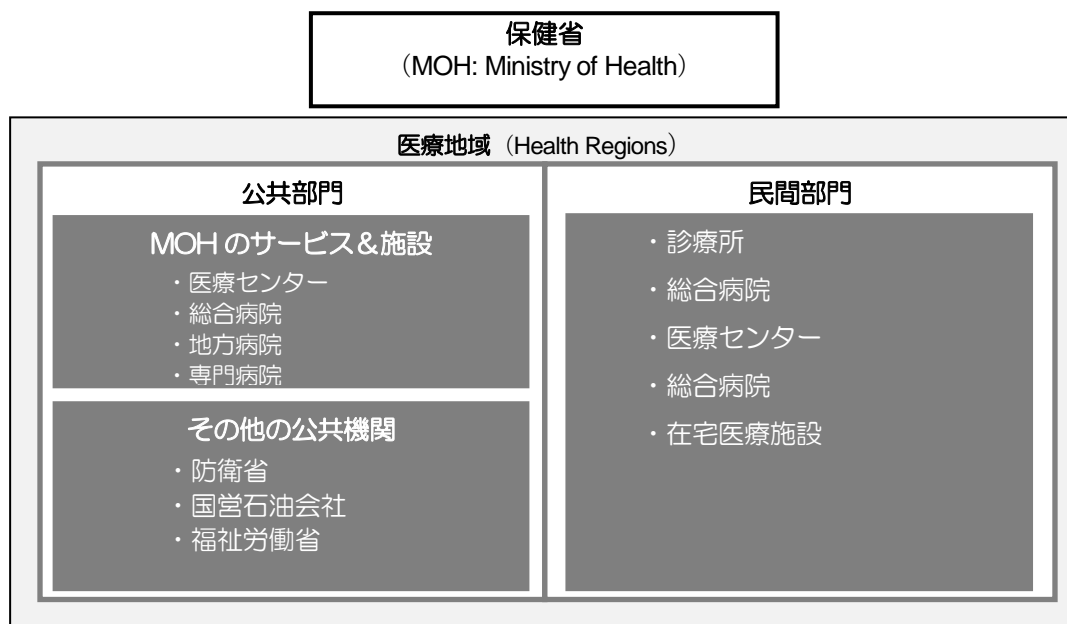 保健省
（MOH: Ministry of Health）
医療地域（Health Regions）
公共部門
MOH のサービス＆施設
・医療センター
・総合病院
・地方病院
・専門病院
その他の公共機関
・防衛省
・国営石油会社
・福祉労働省
民間部門
・診療所
・総合病院
・医療センター
・総合病院
・在宅医療施設